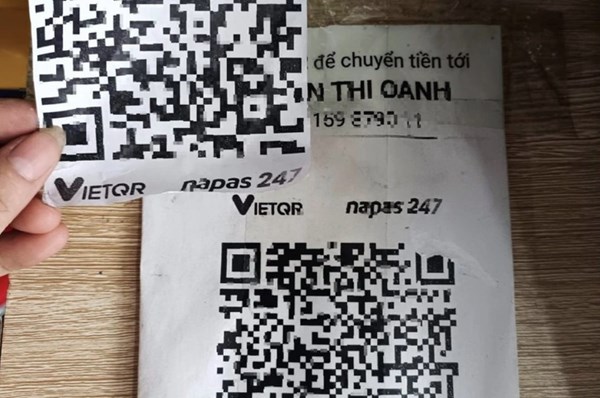 để chuyển tiền tới
N THI OANH
VIETQR napas 247
VIETQR napas 247